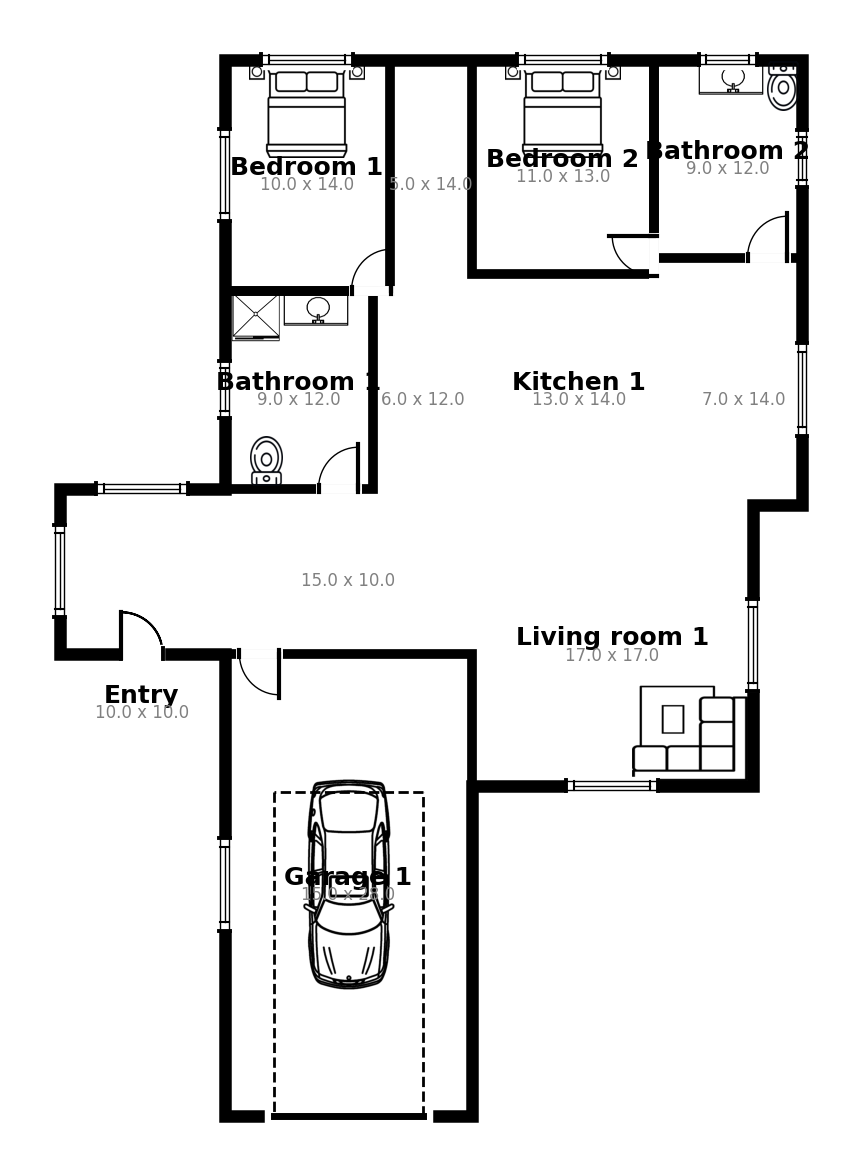 Bedroom 1
10.0 x 14.0
5.0 x 14.0
Bedroom 2
11.0 x 13.0
Bathroom 2
9.0 x 12.0
Bathroom 1
9.0 x 12.0
6.0 x 12.0
Kitchen 1
13.0 x 14.0
7.0 x 14.0
15.0 x 10.0
Living room 1
17.0 x 17.0
Entry
10.0 x 10.0
Garage 1
15.0 x 28.0